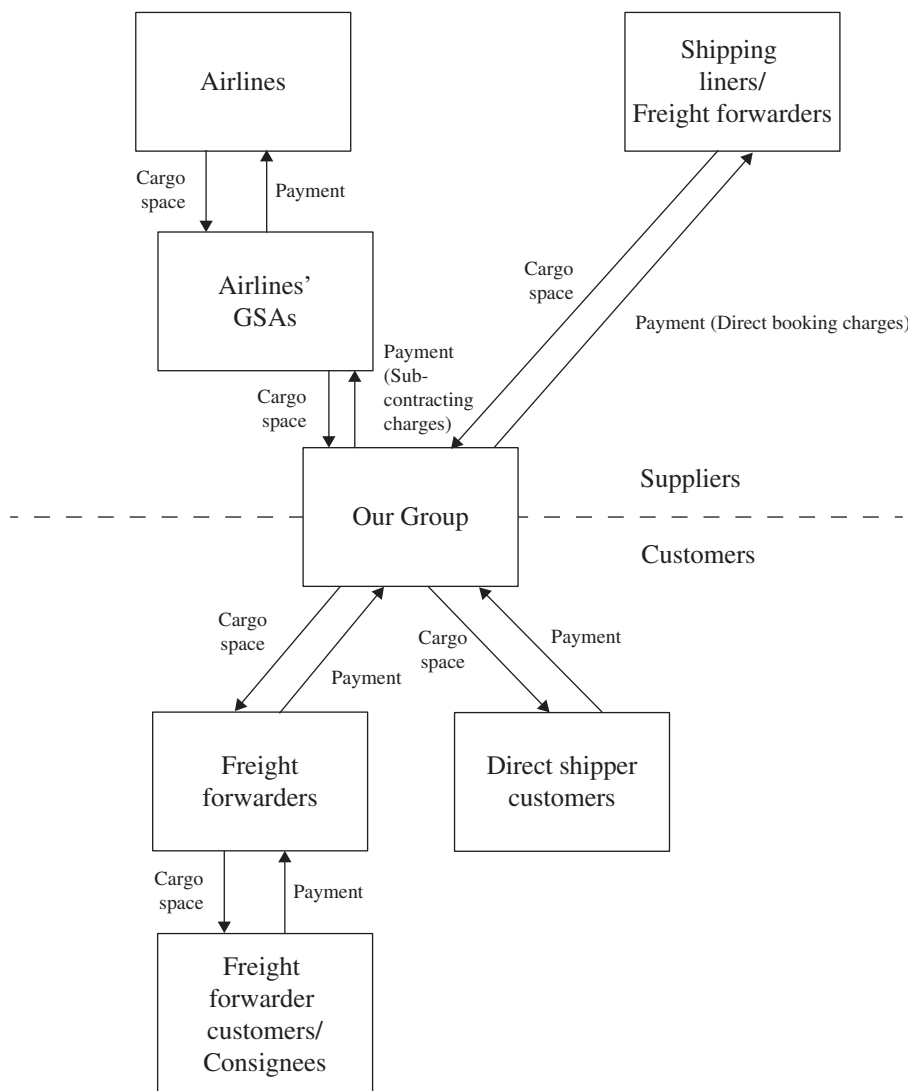 Airlines
Shipping
liners/
Freight forwarders
Cargo
space
Payment
Airlines’
GSAs
Cargo
space
Payment (Direct booking charges)
Payment
(Sub-
contracting
charges)
Cargo
space
Our Group
Suppliers
Customers
Cargo
space
Payment
Cargo
space
Payment
Freight
forwarders
Direct shipper
customers
Cargo
space
Payment
Freight
forwarder
customers/
Consignees